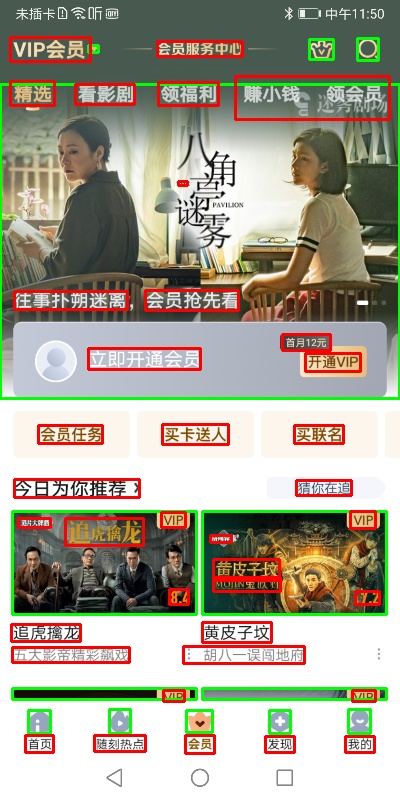 未插卡 听 中午11:50
VIP会员 会员服务中心
精选 看影剧 领福利 赚小钱 领会员
迷雾剧场
八角亭谜雾
PAVILION
往事扑朔迷离，会员抢先看
首月12元
立即开通会员 开通VIP
会员任务 买卡送人 买联名
今日为你推荐 猜你在追
VIP VIP
追虎擒龙
黄皮子坟
8.4
追虎擒龙 黄皮子坟
五大影帝精彩飙戏 胡八一误闯地府
VIP VIP
首页 随刻热点 会员 发现 我的